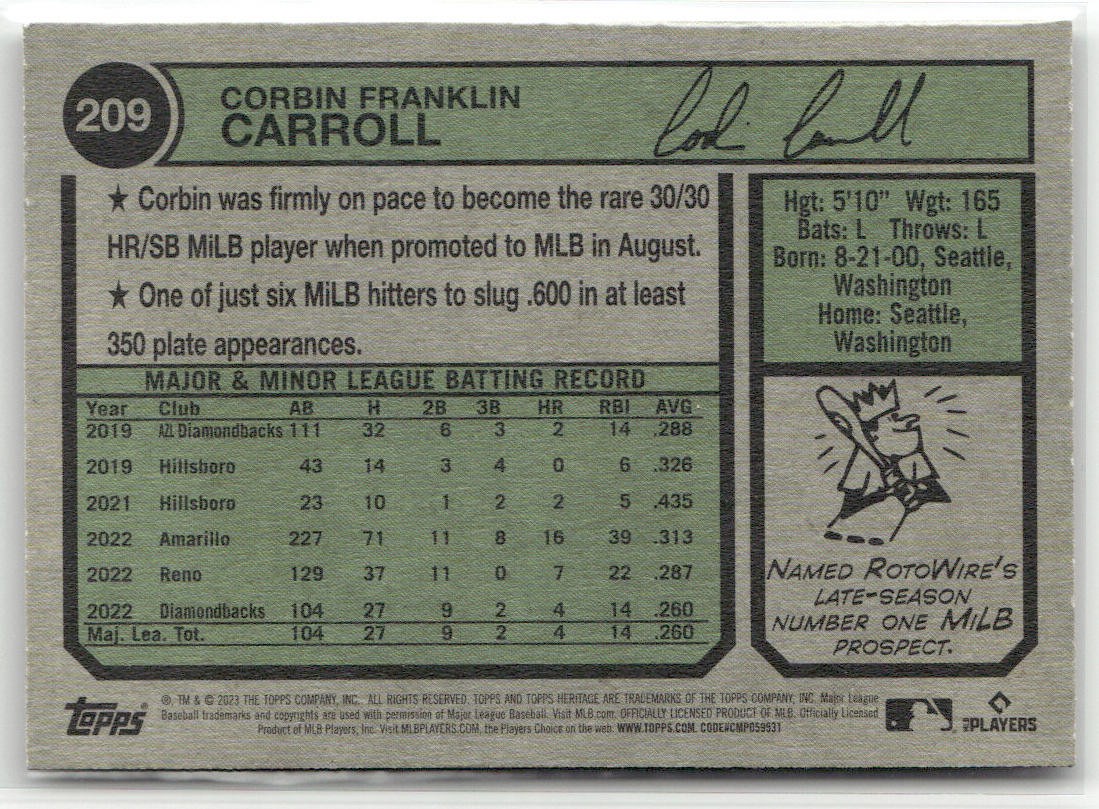 209
CORBIN FRANKLIN
CARROLL
★ Corbin was firmly on pace to become the rare 30/30
HR/SB MiLB player when promoted to MLB in August.
★ One of just six MiLB hitters to slug .600 in at least
350 plate appearances.
MAJOR & MINOR LEAGUE BATTING RECORD
Year Club AB H 2B 3B HR RBI AVG
2019 AZL Diamondbacks 111 32 6 3 2 14 .288
2019 Hillsboro 43 14 3 4 0 6 .326
2021 Hillsboro 23 10 1 2 2 5 .435
2022 Amarillo 227 71 11 8 16 39 .313
2022 Reno 129 37 11 0 7 22 .287
2022 Diamondbacks 104 27 9 2 4 14 .260
Maj. Lea. Tot. 104 27 9 2 4 14 .260
Hgt: 5'10" Wgt: 165
Bats: L Throws: L
Born: 8-21-00, Seattle,
Washington
Home: Seattle,
Washington
NAMED ROTOWIRE'S
LATE-SEASON
NUMBER ONE MiLB
PROSPECT.
topps®
®, TM & © 2023 THE TOPPS COMPANY, INC. ALL RIGHTS RESERVED. TOPPS AND TOPPS HERITAGE ARE TRADEMARKS OF THE TOPPS COMPANY, INC. Major League
Baseball trademarks and copyrights are used with permission of Major League Baseball. Visit MLB.com. OFFICIALLY LICENSED PRODUCT OF MLB. Officially Licensed
Product of MLB Players, Inc. Visit MLBPLAYERS.COM, the Players Choice on the web. WWW.TOPPS.COM. CODE#CMP059931
MLB PLAYERS